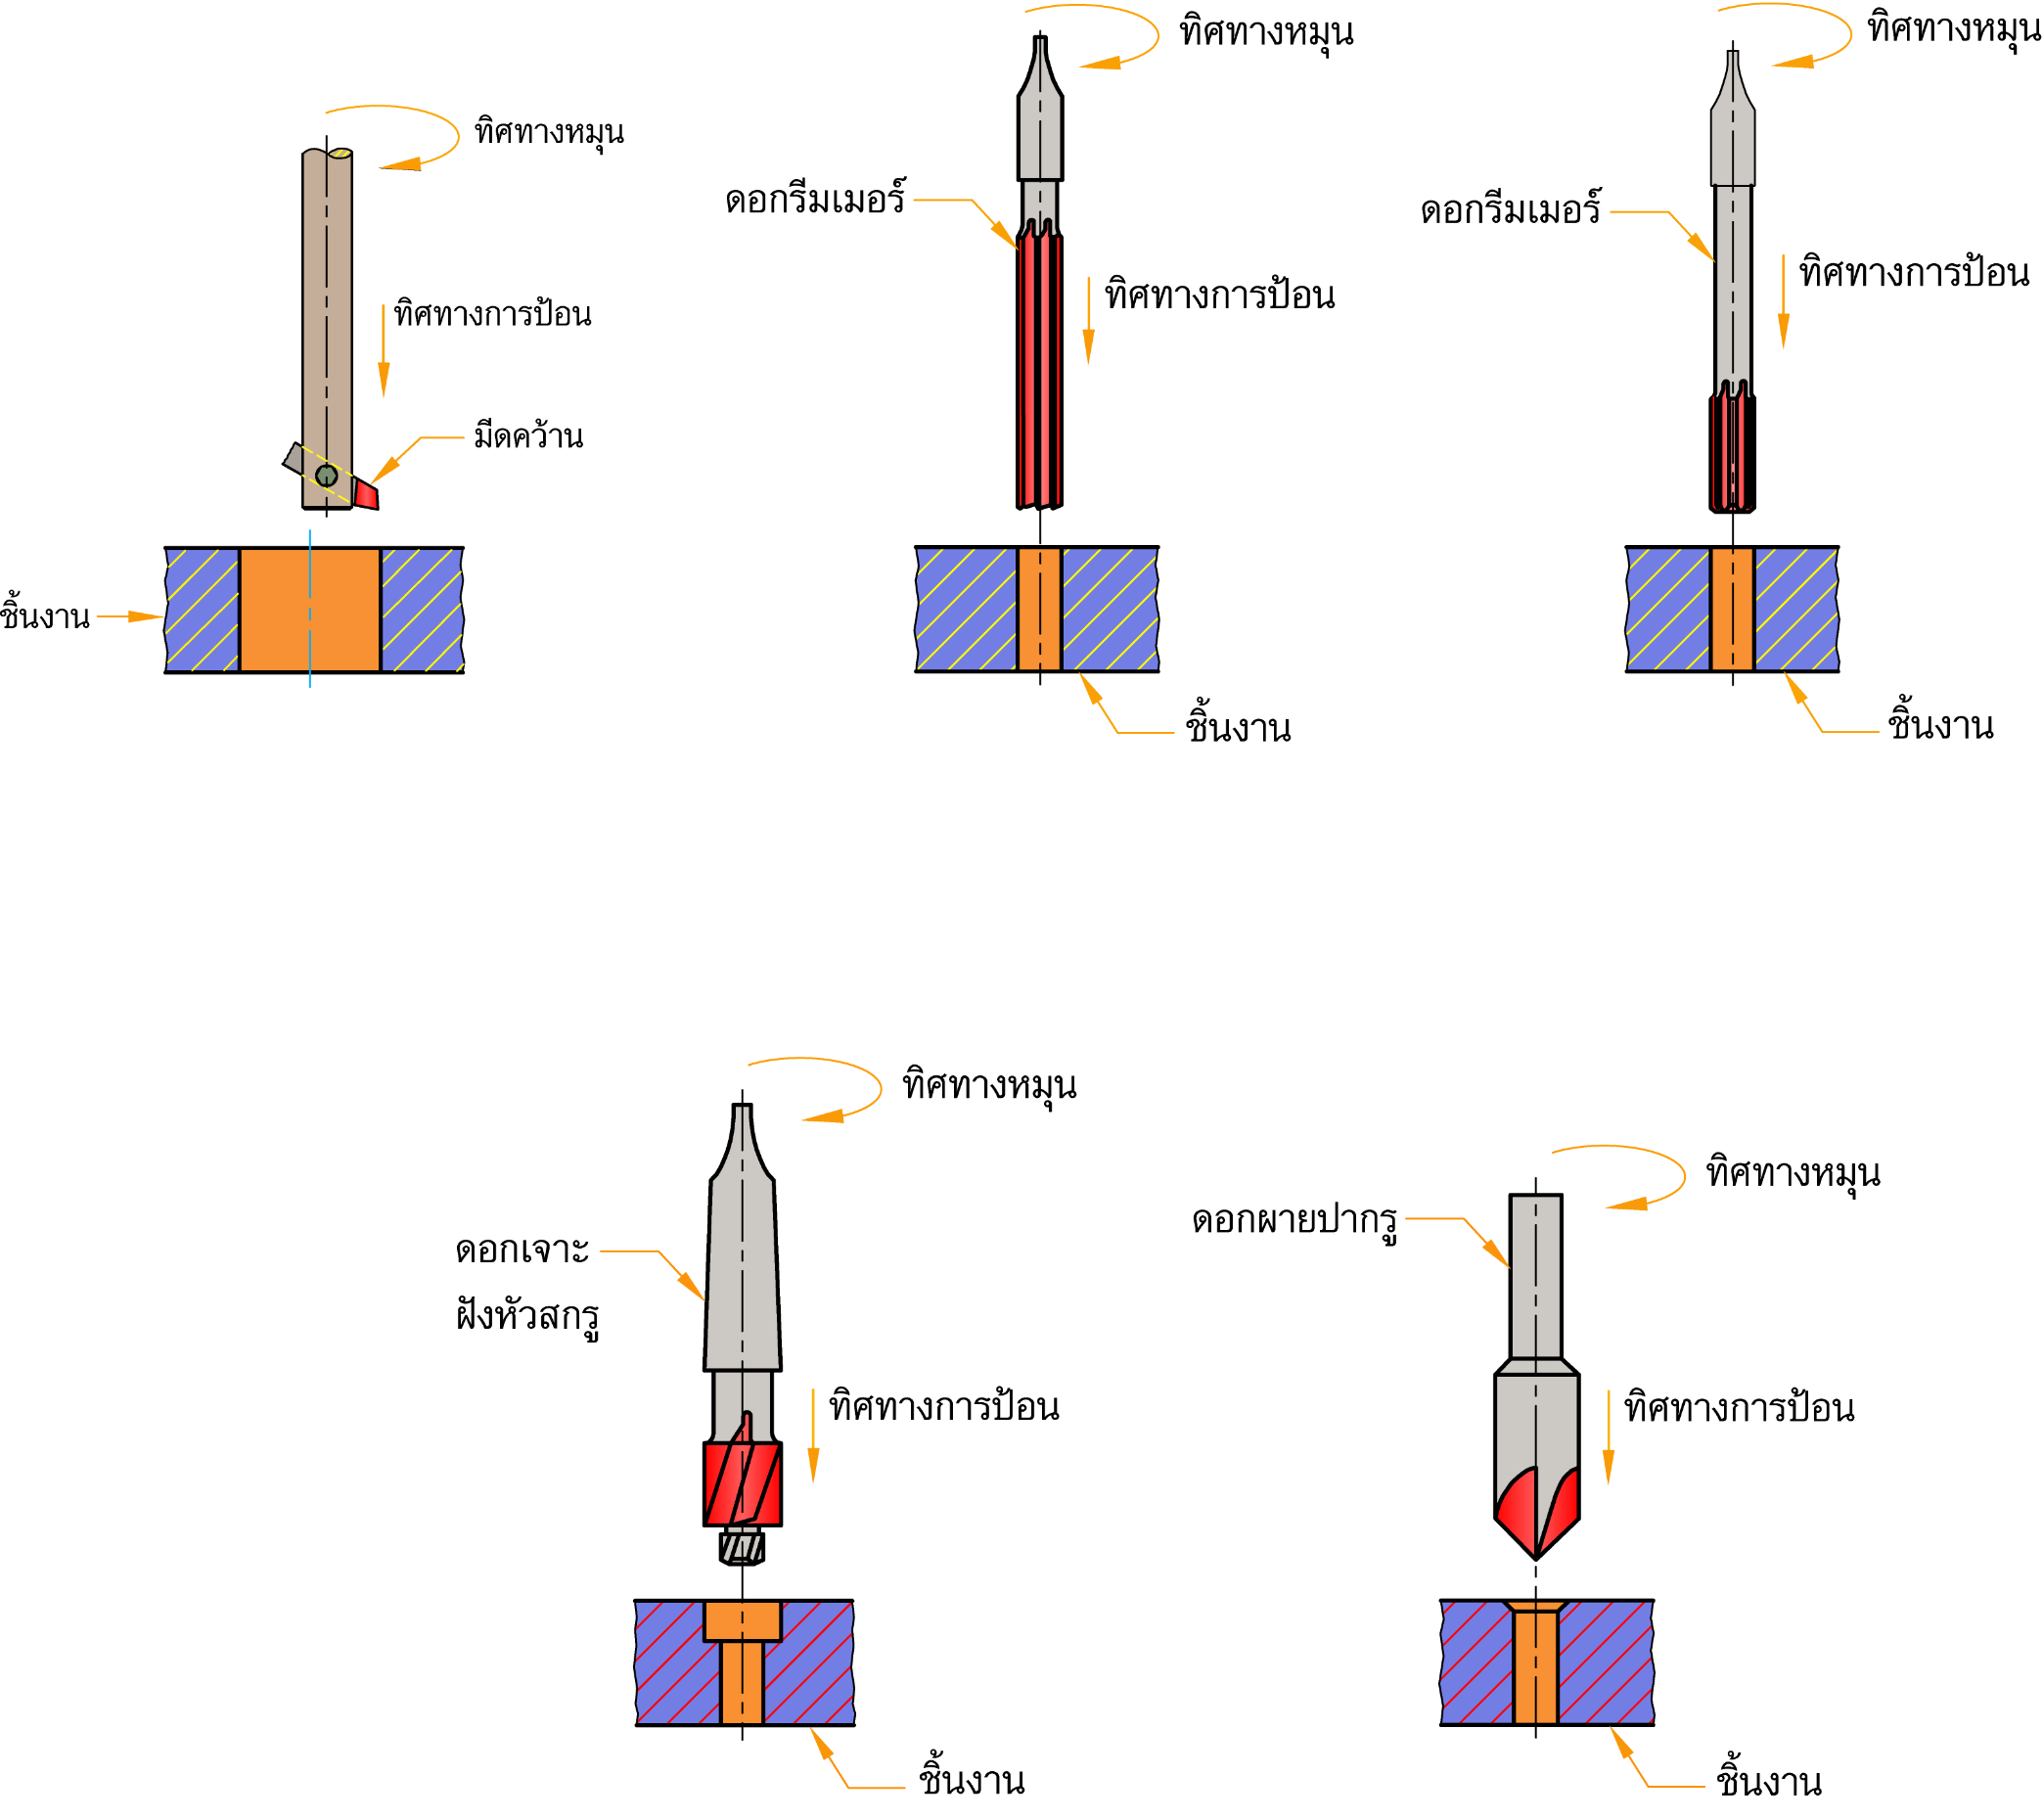 ทิศทางหมุน
ทิศทางการป้อน
มีดคว้าน
ชิ้นงาน
ทิศทางหมุน
ดอกรีมเมอร์
ทิศทางการป้อน
ชิ้นงาน
ทิศทางหมุน
ดอกรีมเมอร์
ทิศทางการป้อน
ชิ้นงาน
ทิศทางหมุน
ดอกเจาะ
ฝังหัวสกรู
ทิศทางการป้อน
ชิ้นงาน
ทิศทางหมุน
ดอกผายปากรู
ทิศทางการป้อน
ชิ้นงาน